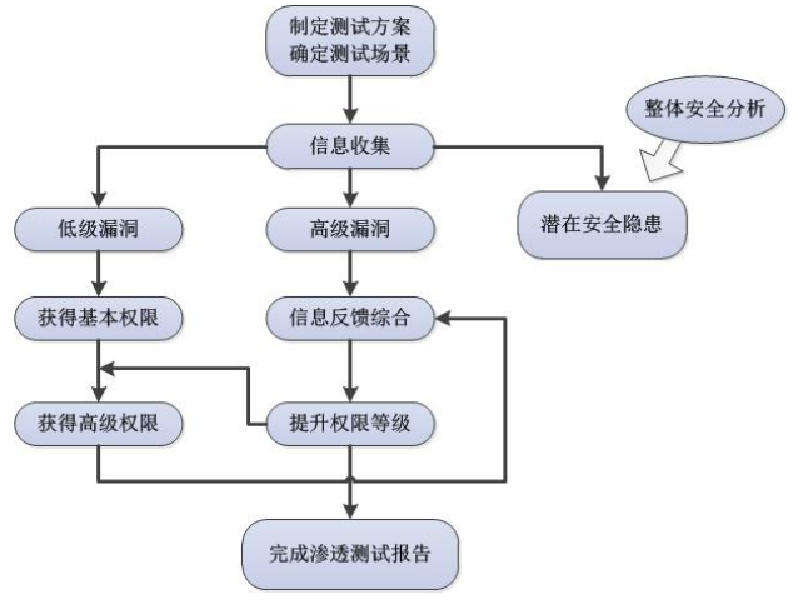 制定测试方案
确定测试场景
整体安全分析
信息收集
低级漏洞
高级漏洞
潜在安全隐患
获得基本权限
信息反馈综合
获得高级权限
提升权限等级
完成渗透测试报告